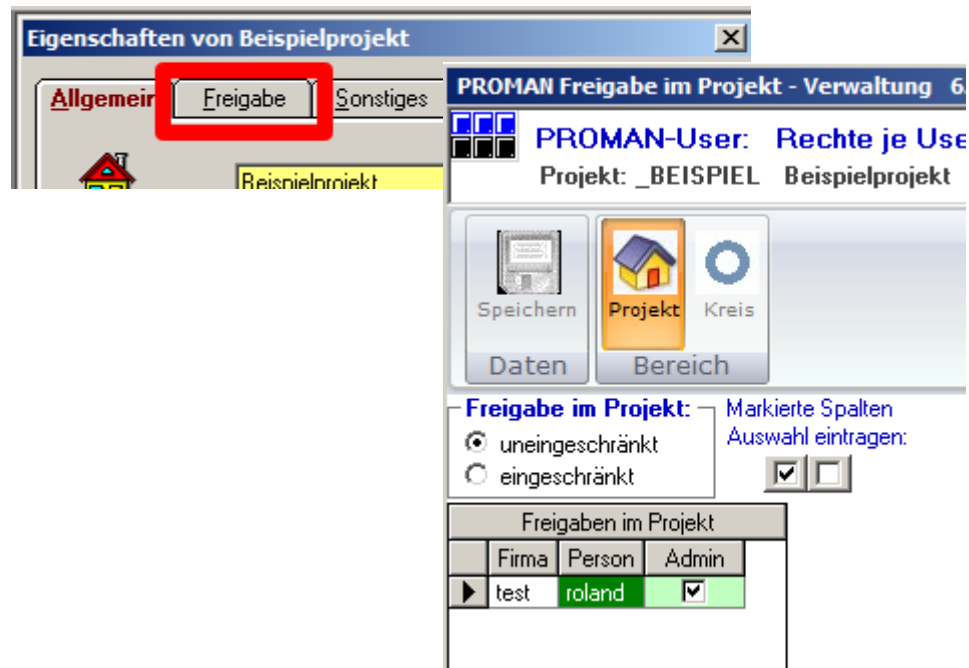 Eigenschaften von Beispielprojekt
Allgemein Freigabe Sonstiges
Beispielprojekt
PROMAN Freigabe im Projekt - Verwaltung 6.
PROMAN-User: Rechte je Use
Projekt: _BEISPIEL Beispielprojekt
Speichern Projekt Kreis
Daten Bereich
Freigabe im Projekt: Markierte Spalten
uneingeschränkt Auswahl eintragen:
eingeschränkt
Freigaben im Projekt
Firma Person Admin
test roland